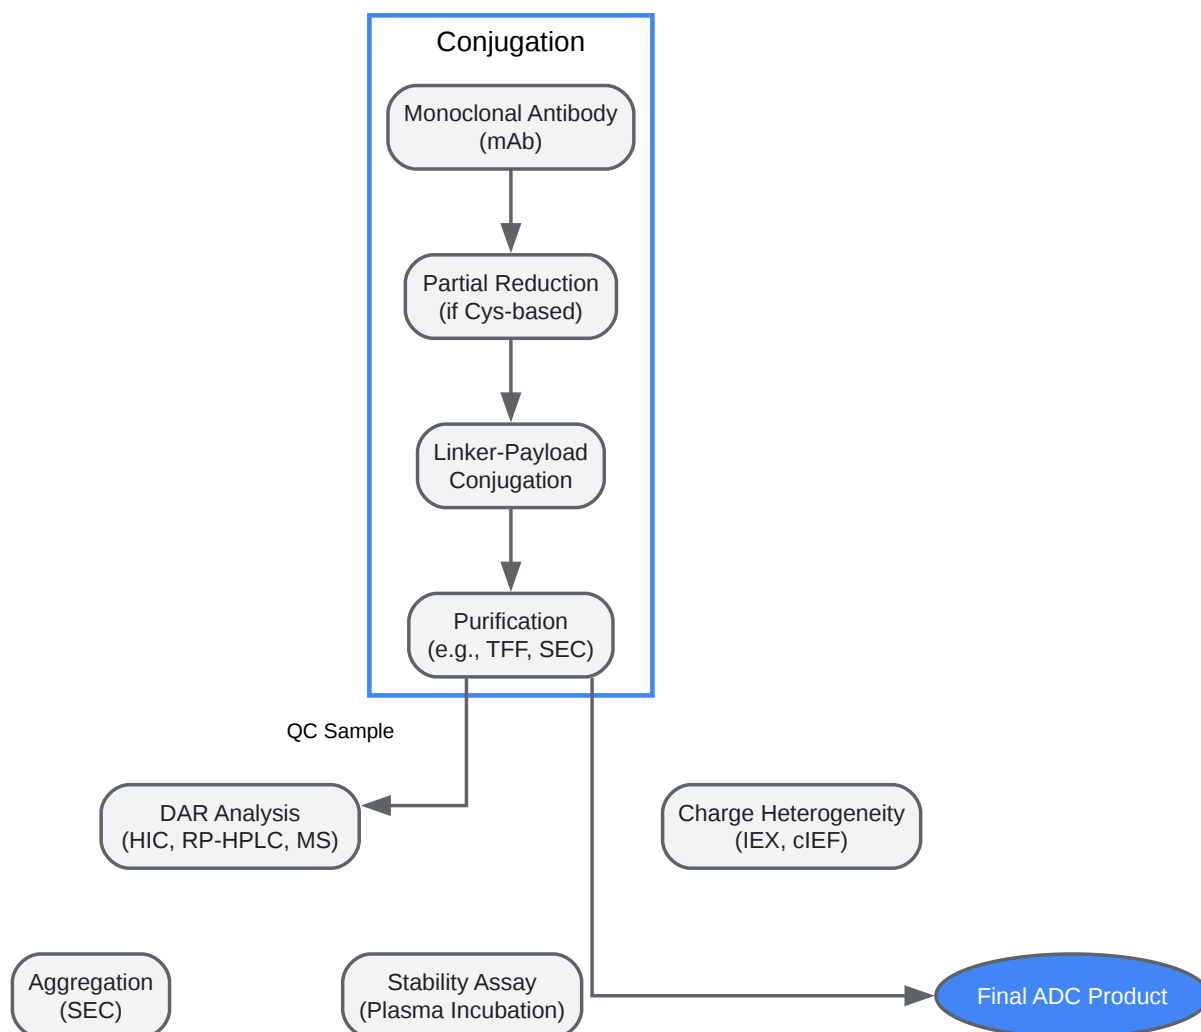 Conjugation
Monoclonal Antibody
(mAb)
Partial Reduction
(if Cys-based)
Linker-Payload
Conjugation
Purification
(e.g., TFF, SEC)
QC Sample
DAR Analysis
(HIC, RP-HPLC, MS)
Charge Heterogeneity
(IEX, cIEF)
Aggregation
(SEC)
Stability Assay
(Plasma Incubation)
Final ADC Product